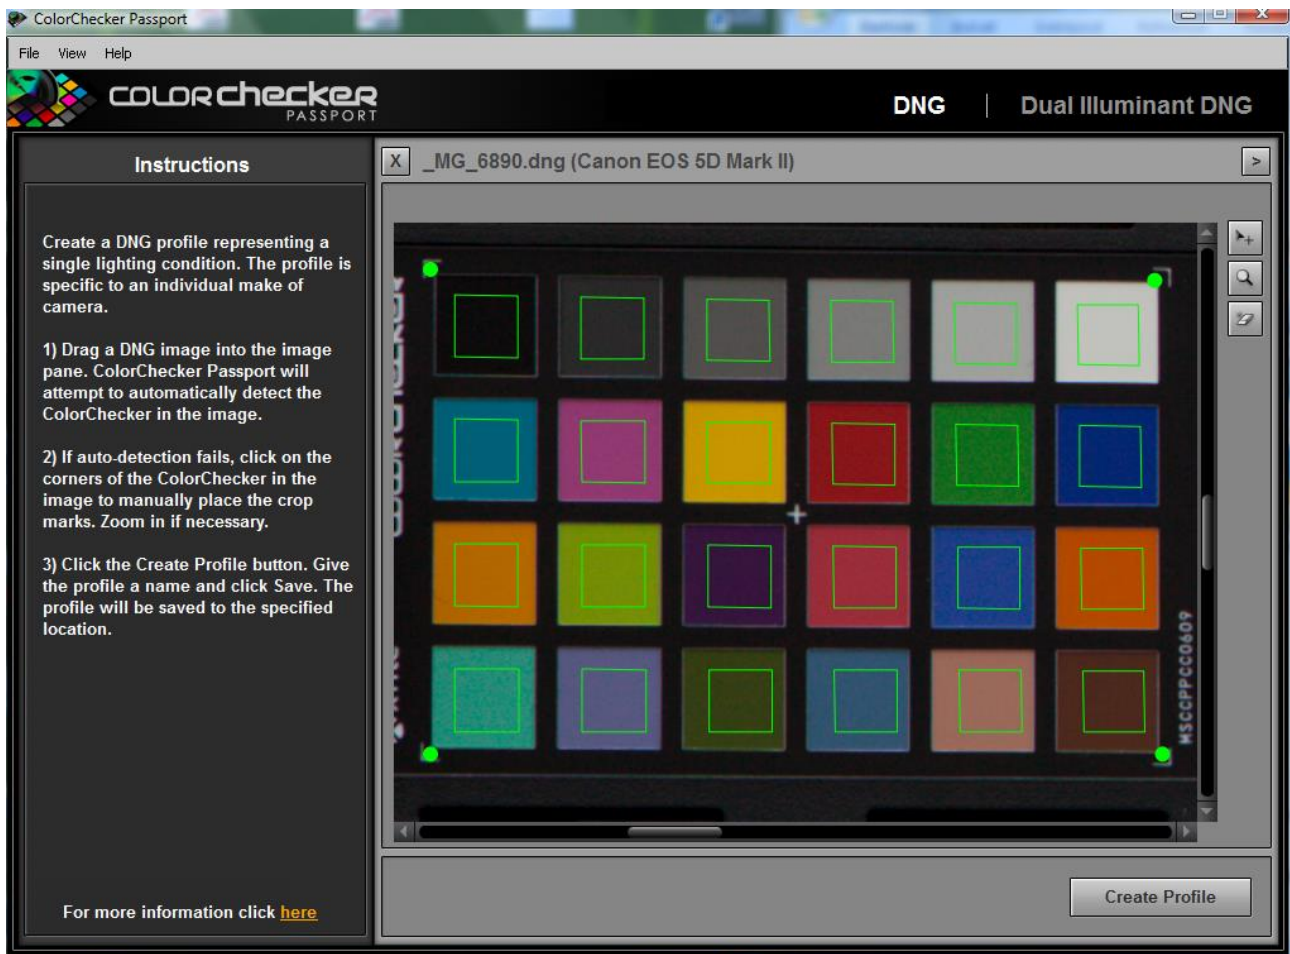 ColorChecker Passport
File View Help
COLOR checker
PASSPORT
DNG | Dual Illuminant DNG
Instructions
Create a DNG profile representing a
single lighting condition. The profile is
specific to an individual make of
camera.
1) Drag a DNG image into the image
pane. ColorChecker Passport will
attempt to automatically detect the
ColorChecker in the image.
2) If auto-detection fails, click on the
corners of the ColorChecker in the
image to manually place the crop
marks. Zoom in if necessary.
3) Click the Create Profile button. Give
the profile a name and click Save. The
profile will be saved to the specified
location.
For more information click here
X _MG_6890.dng (Canon EOS 5D Mark II) >
MSCCPPCC0609
Create Profile